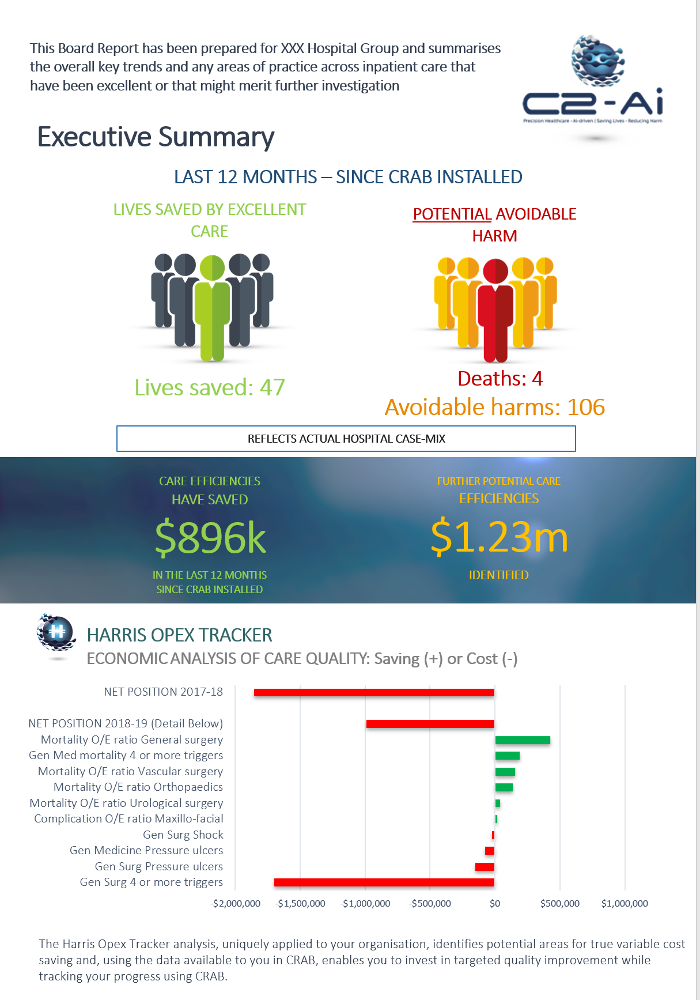 This Board Report has been prepared for XXX Hospital Group and summarises
the overall key trends and any areas of practice across inpatient care that
have been excellent or that might merit further investigation
C2-Ai
Precision Healthcare - AI-driven | Saving Lives - Reducing Harm
Executive Summary
LAST 12 MONTHS – SINCE CRAB INSTALLED
LIVES SAVED BY EXCELLENT
CARE
POTENTIAL AVOIDABLE
HARM
Lives saved: 47
Deaths: 4
Avoidable harms: 106
REFLECTS ACTUAL HOSPITAL CASE-MIX
CARE EFFICIENCIES
HAVE SAVED
$896k
IN THE LAST 12 MONTHS
SINCE CRAB INSTALLED
FURTHER POTENTIAL CARE
EFFICIENCIES
$1.23m
IDENTIFIED
H
HARRIS OPEX TRACKER
ECONOMIC ANALYSIS OF CARE QUALITY: Saving (+) or Cost (-)
NET POSITION 2017-18
NET POSITION 2018-19 (Detail Below)
Mortality O/E ratio General surgery
Gen Med mortality 4 or more triggers
Mortality O/E ratio Vascular surgery
Mortality O/E ratio Orthopaedics
Mortality O/E ratio Urological surgery
Complication O/E ratio Maxillo-facial
Gen Surg Shock
Gen Medicine Pressure ulcers
Gen Surg Pressure ulcers
Gen Surg 4 or more triggers
-$2,000,000 -$1,500,000 -$1,000,000 -$500,000 $0 $500,000 $1,000,000
The Harris Opex Tracker analysis, uniquely applied to your organisation, identifies potential areas for true variable cost
saving and, using the data available to you in CRAB, enables you to invest in targeted quality improvement while
tracking your progress using CRAB.